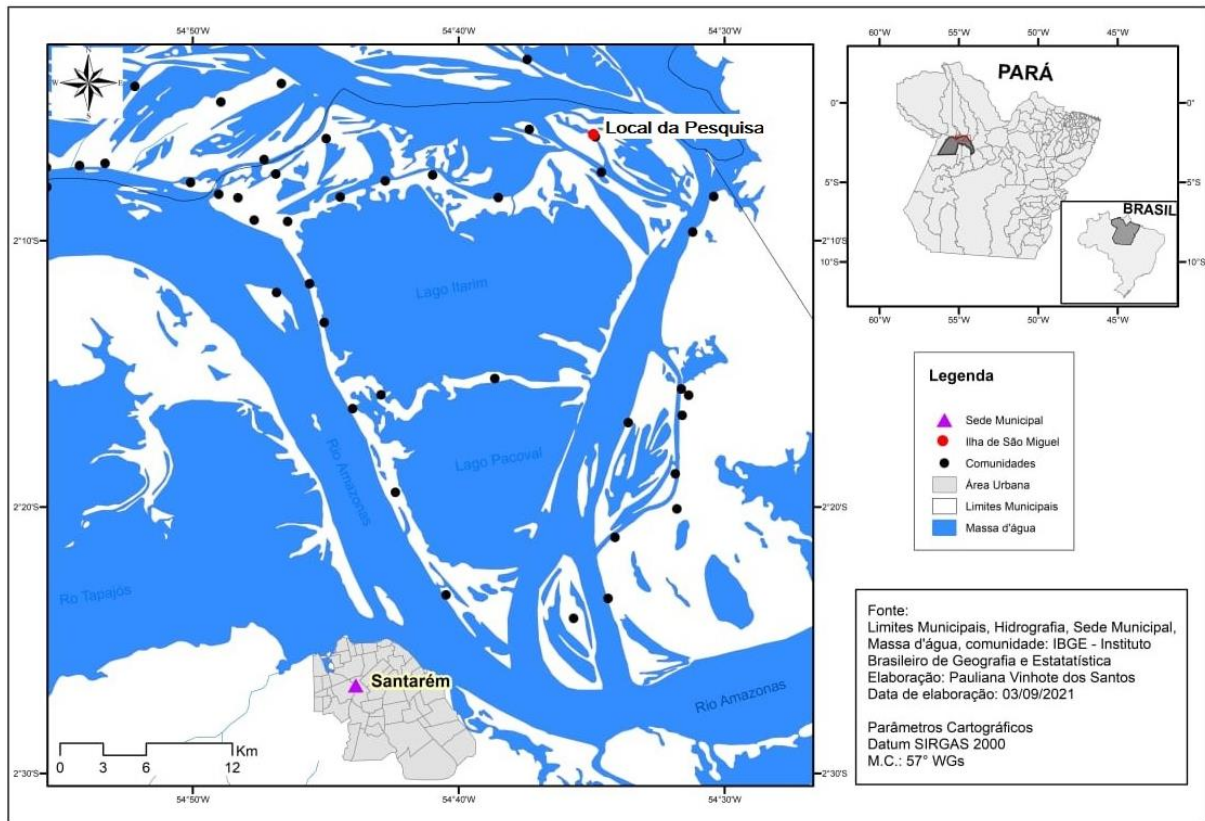 54°50'W 54°40'W 54°30'W
N
W E
S
Local da Pesquisa
2°10'S 2°10'S
Lago Itarim
Lago Pacoval
Rio Amazonas
2°20'S 2°20'S
Ro Tapajós
Santarém
Rio Amazonas
Km
0 3 6 12
2°30'S 2°30'S
54°50'W 54°40'W 54°30'W
60°W 55°W 50°W 45°W
PARÁ
0° 0°
5°S 5°S
BRASIL
10°S 10°S
60°W 55°W 50°W 45°W
Legenda
Sede Municipal
Ilha de São Miguel
Comunidades
Área Urbana
Limites Municipais
Massa d'água
Fonte:
Limites Municipais, Hidrografia, Sede Municipal,
Massa d'água, comunidade: IBGE - Instituto
Brasileiro de Geografia e Estatatística
Elaboração: Pauliana Vinhote dos Santos
Data de elaboração: 03/09/2021
Parâmetros Cartográficos
Datum SIRGAS 2000
M.C.: 57° WGs